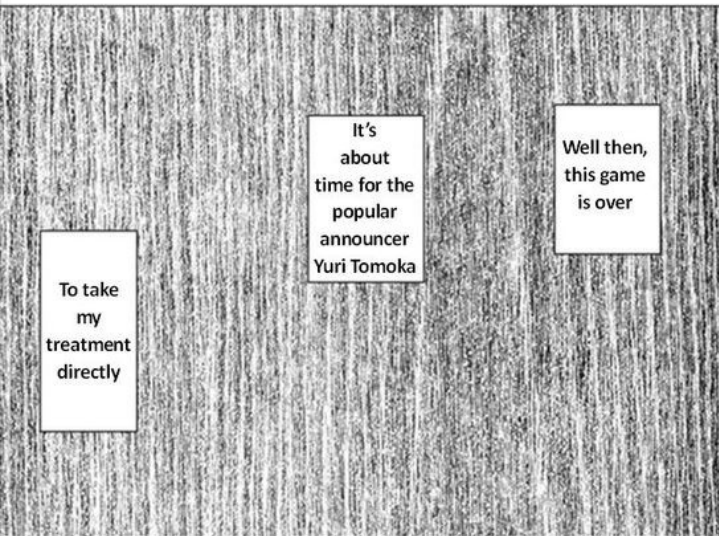 Well then,
this game
is over
It's
about
time for the
popular
announcer
Yuri Tomoka
To take
my
treatment
directly